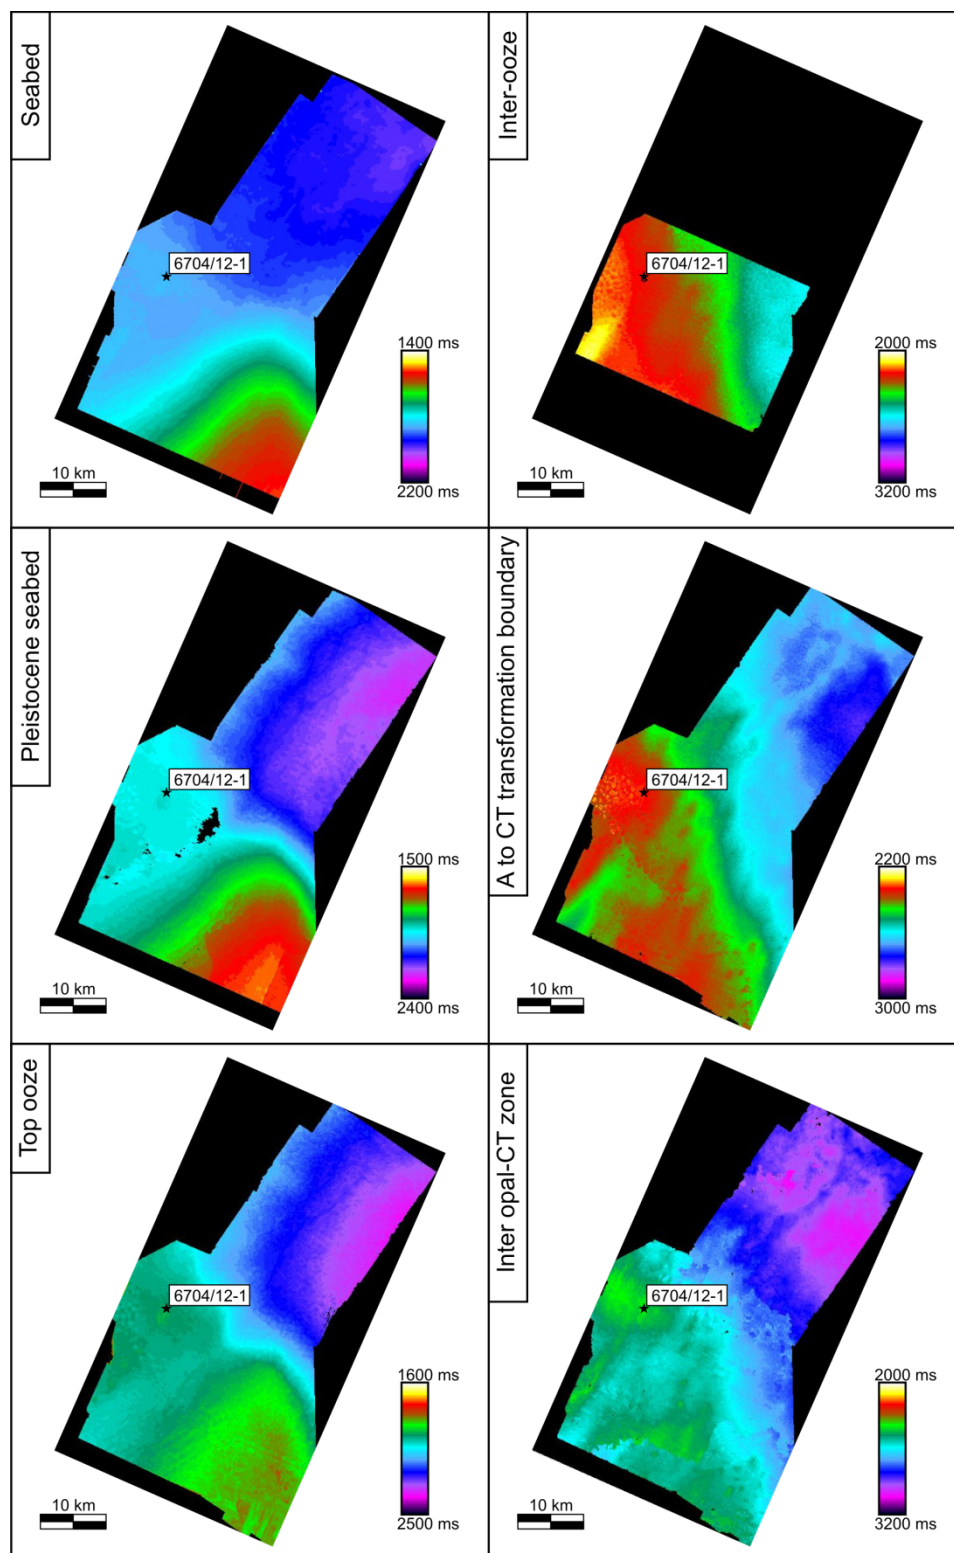 Seabed
6704/12-1
1400 ms
2200 ms
10 km
Inter-ooze
6704/12-1
2000 ms
3200 ms
10 km
Pleistocene seabed
6704/12-1
1500 ms
2400 ms
10 km
A to CT transformation boundary
6704/12-1
2200 ms
3000 ms
10 km
Top ooze
6704/12-1
1600 ms
2500 ms
10 km
Inter opal-CT zone
6704/12-1
2000 ms
3200 ms
10 km